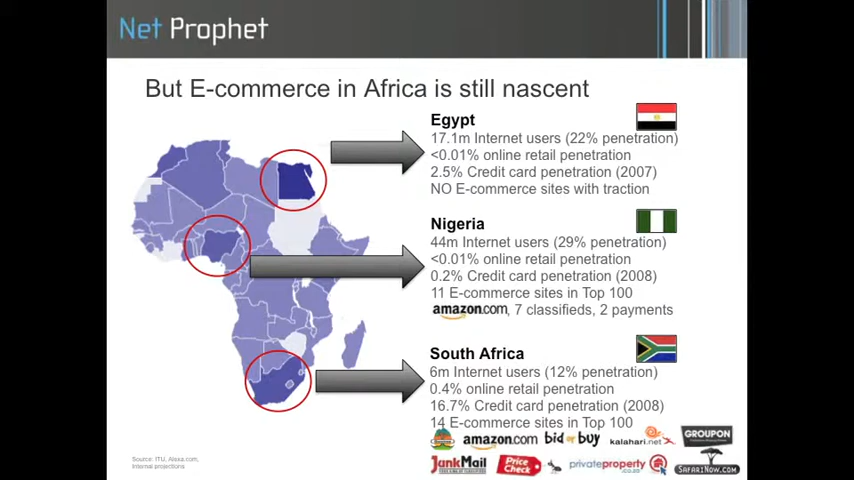 Net Prophet
But E-commerce in Africa is still nascent
Egypt
17.1m Internet users (22% penetration)
<0.01% online retail penetration
2.5% Credit card penetration (2007)
NO E-commerce sites with traction
Nigeria
44m Internet users (29% penetration)
<0.01% online retail penetration
0.2% Credit card penetration (2008)
11 E-commerce sites in Top 100
amazon.com, 7 classifieds, 2 payments
South Africa
6m Internet users (12% penetration)
0.4% online retail penetration
16.7% Credit card penetration (2008)
14 E-commerce sites in Top 100
amazon.com bid or buy kalahari.net GROUPON
JunkMail Price Check privateproperty SAFARINOW.COM
Source: ITU, Alexa.com,
Internal projections